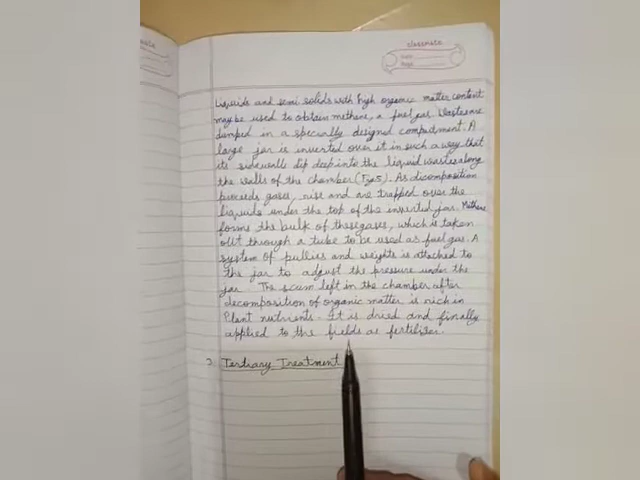 classmate
Date
Page
Liquids and semi solids with high organic matter content
may be used to obtain methane, a fuel gas. Wastes are
dumped in a specially designed compartment. A
large jar is inverted over it in such a way that
its sidewalls dip deep into the liquid wastes along
the walls of the chamber (Fig 5). As dicomposition
proceeds gases, rise and are trapped over the
liquids under the top of the inverted jar. Methane
forms the bulk of these gases, which is taken
out through a tube to be used as fuel gas. A
system of pullies and weights is attached to
the jar to adjust the pressure under the
jar. The scum left in the chamber after
decomposition of organic matter is rich in
Plant nutrients. It is dried and finally
applied to the fields as fertilizer.
Tertiary Treatment